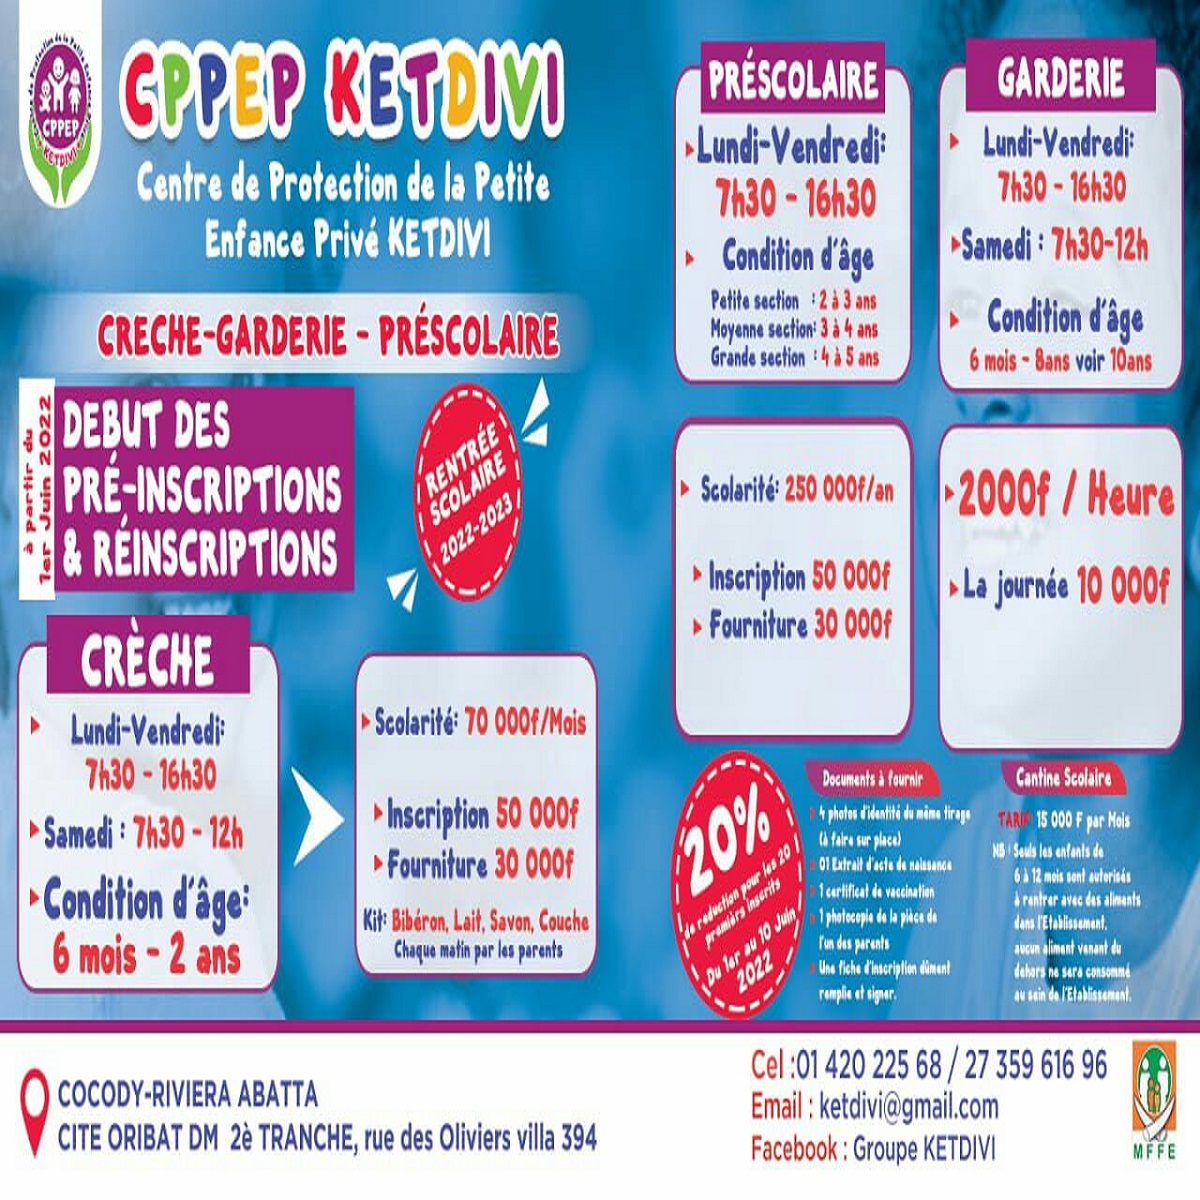 CPPEP
KETDIVI
CPPEP KETDIVI
Centre de Protection de la Petite
Enfance Privé KETDIVI
CRECHE-GARDERIE - PRÉSCOLAIRE
à partir du
1er Juin 2022
DEBUT DES
PRÉ-INSCRIPTIONS
& RÉINSCRIPTIONS
RENTRÉE
SCOLAIRE
2022-2023
CRÈCHE
Lundi-Vendredi:
7h30 - 16h30
Samedi : 7h30 - 12h
Condition d'âge:
6 mois - 2 ans
Scolarité: 70 000f/Mois
Inscription 50 000f
Fourniture 30 000f
Kit: Bibéron, Lait, Savon, Couche
Chaque matin par les parents
PRÉSCOLAIRE
Lundi-Vendredi:
7h30 - 16h30
Condition d'âge
Petite section : 2 à 3 ans
Moyenne section: 3 à 4 ans
Grande section : 4 à 5 ans
Scolarité: 250 000f/an
Inscription 50 000f
Fourniture 30 000f
GARDERIE
Lundi-Vendredi:
7h30 - 16h30
Samedi : 7h30-12h
Condition d'âge
6 mois - 8ans voir 10ans
2000f / Heure
La journée 10 000f
20%
de reduction pour les 20
premièrs inscrits
Du 1er au 10 Juin
2022
Documents à fournir
4 photos d'identité du même tirage
(à faire sur place)
01 Extrait d'acte de naissance
1 certificat de vaccination
1 photocopie de la pièce de
l'un des parents
Une fiche d'inscription dûment
remplie et signer.
Cantine Scolaire
TARIF 15 000 F par Mois
NB : Seuls les enfants de
6 à 12 mois sont autorisés
à rentrer avec des aliments
dans l'Etablissement,
aucun aliment venant du
dehors ne sera consommé
au sein de l'Etablissement.
COCODY-RIVIERA ABATTA
CITE ORIBAT DM 2è TRANCHE, rue des Oliviers villa 394
Cel :01 420 225 68 / 27 359 616 96
Email : ketdivi@gmail.com
Facebook : Groupe KETDIVI
MFFE